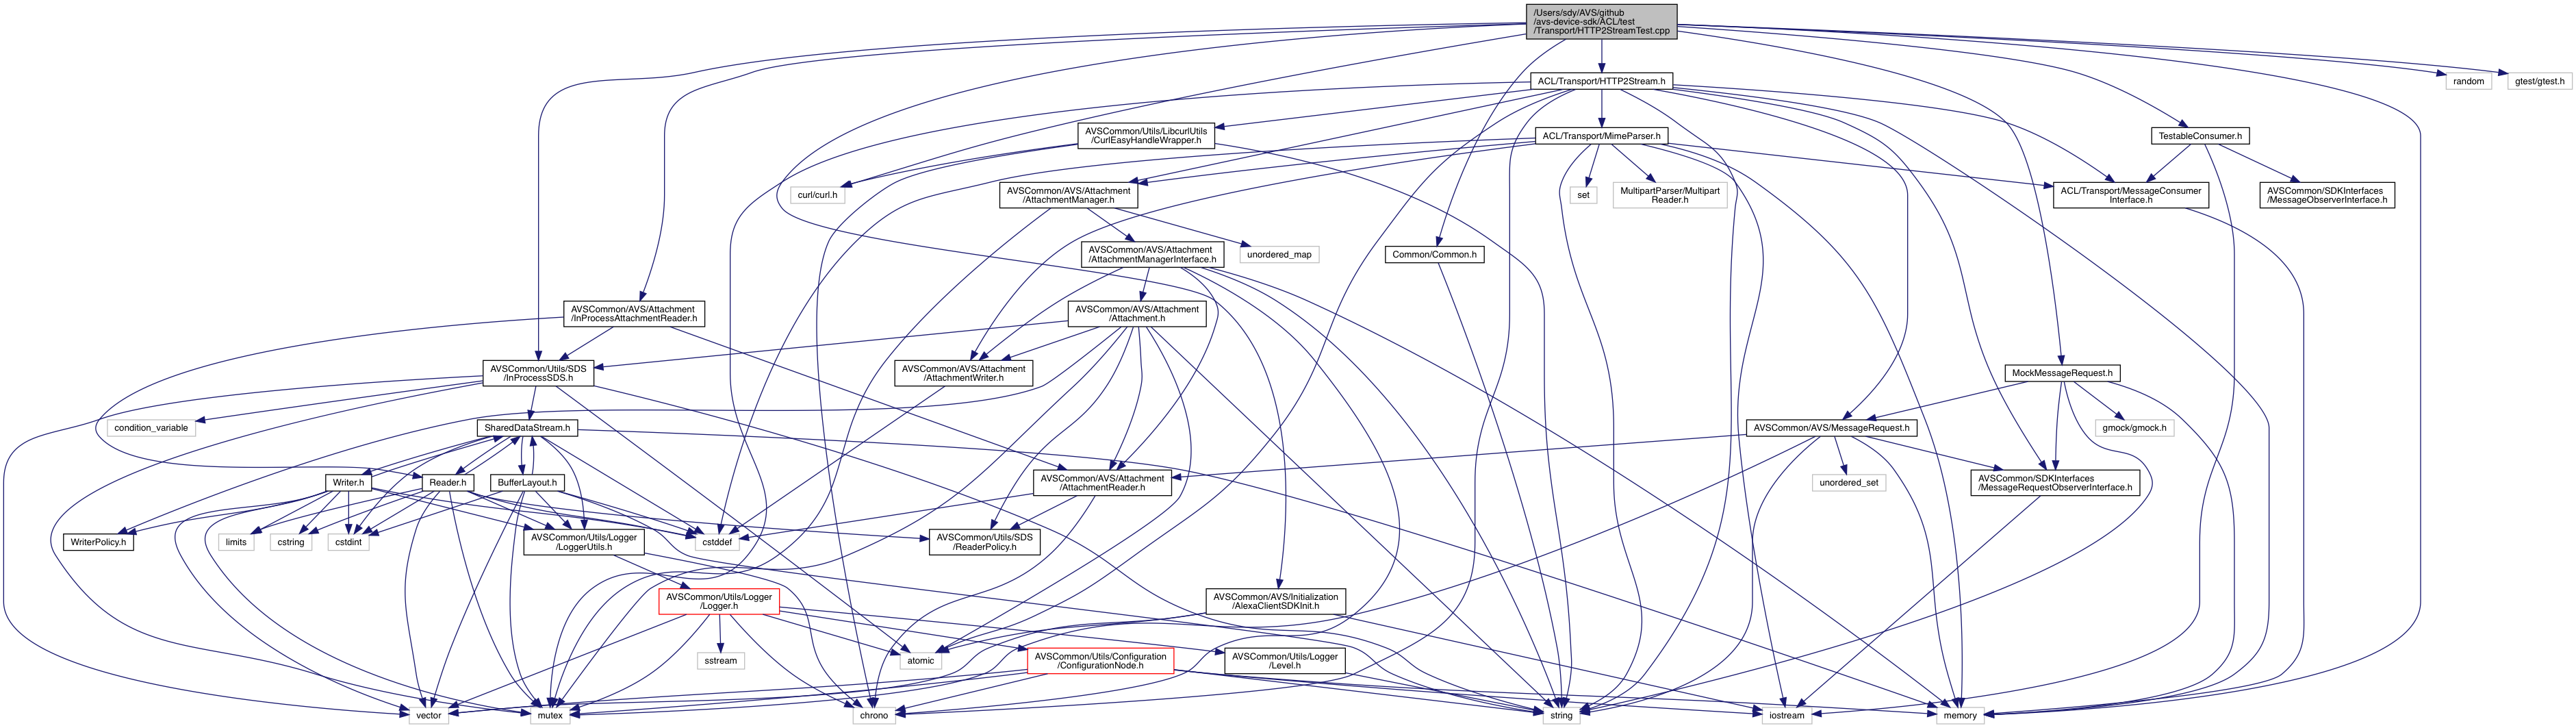 /Users/sdy/AVS/github
/avs-device-sdk/ACL/test
/Transport/HTTP2StreamTest.cpp
ACL/Transport/HTTP2Stream.h
random
gtest/gtest.h
AVSCommon/Utils/LibcurlUtils
/CurlEasyHandleWrapper.h
ACL/Transport/MimeParser.h
TestableConsumer.h
curl/curl.h
AVSCommon/AVS/Attachment
/AttachmentManager.h
set
MultipartParser/Multipart
Reader.h
ACL/Transport/MessageConsumer
Interface.h
AVSCommon/SDKInterfaces
/MessageObserverInterface.h
AVSCommon/AVS/Attachment
/AttachmentManagerInterface.h
unordered_map
Common/Common.h
AVSCommon/AVS/Attachment
/InProcessAttachmentReader.h
AVSCommon/AVS/Attachment
/Attachment.h
AVSCommon/Utils/SDS
/InProcessSDS.h
AVSCommon/AVS/Attachment
/AttachmentWriter.h
MockMessageRequest.h
condition_variable
SharedDataStream.h
AVSCommon/AVS/MessageRequest.h
gmock/gmock.h
Writer.h
Reader.h
BufferLayout.h
AVSCommon/AVS/Attachment
/AttachmentReader.h
unordered_set
AVSCommon/SDKInterfaces
/MessageRequestObserverInterface.h
WriterPolicy.h
limits
cstring
cstdint
AVSCommon/Utils/Logger
/LoggerUtils.h
cstddef
AVSCommon/Utils/SDS
/ReaderPolicy.h
AVSCommon/Utils/Logger
/Logger.h
AVSCommon/AVS/Initialization
/AlexaClientSDKInit.h
sstream
atomic
AVSCommon/Utils/Configuration
/ConfigurationNode.h
AVSCommon/Utils/Logger
/Level.h
vector
mutex
chrono
string
iostream
memory